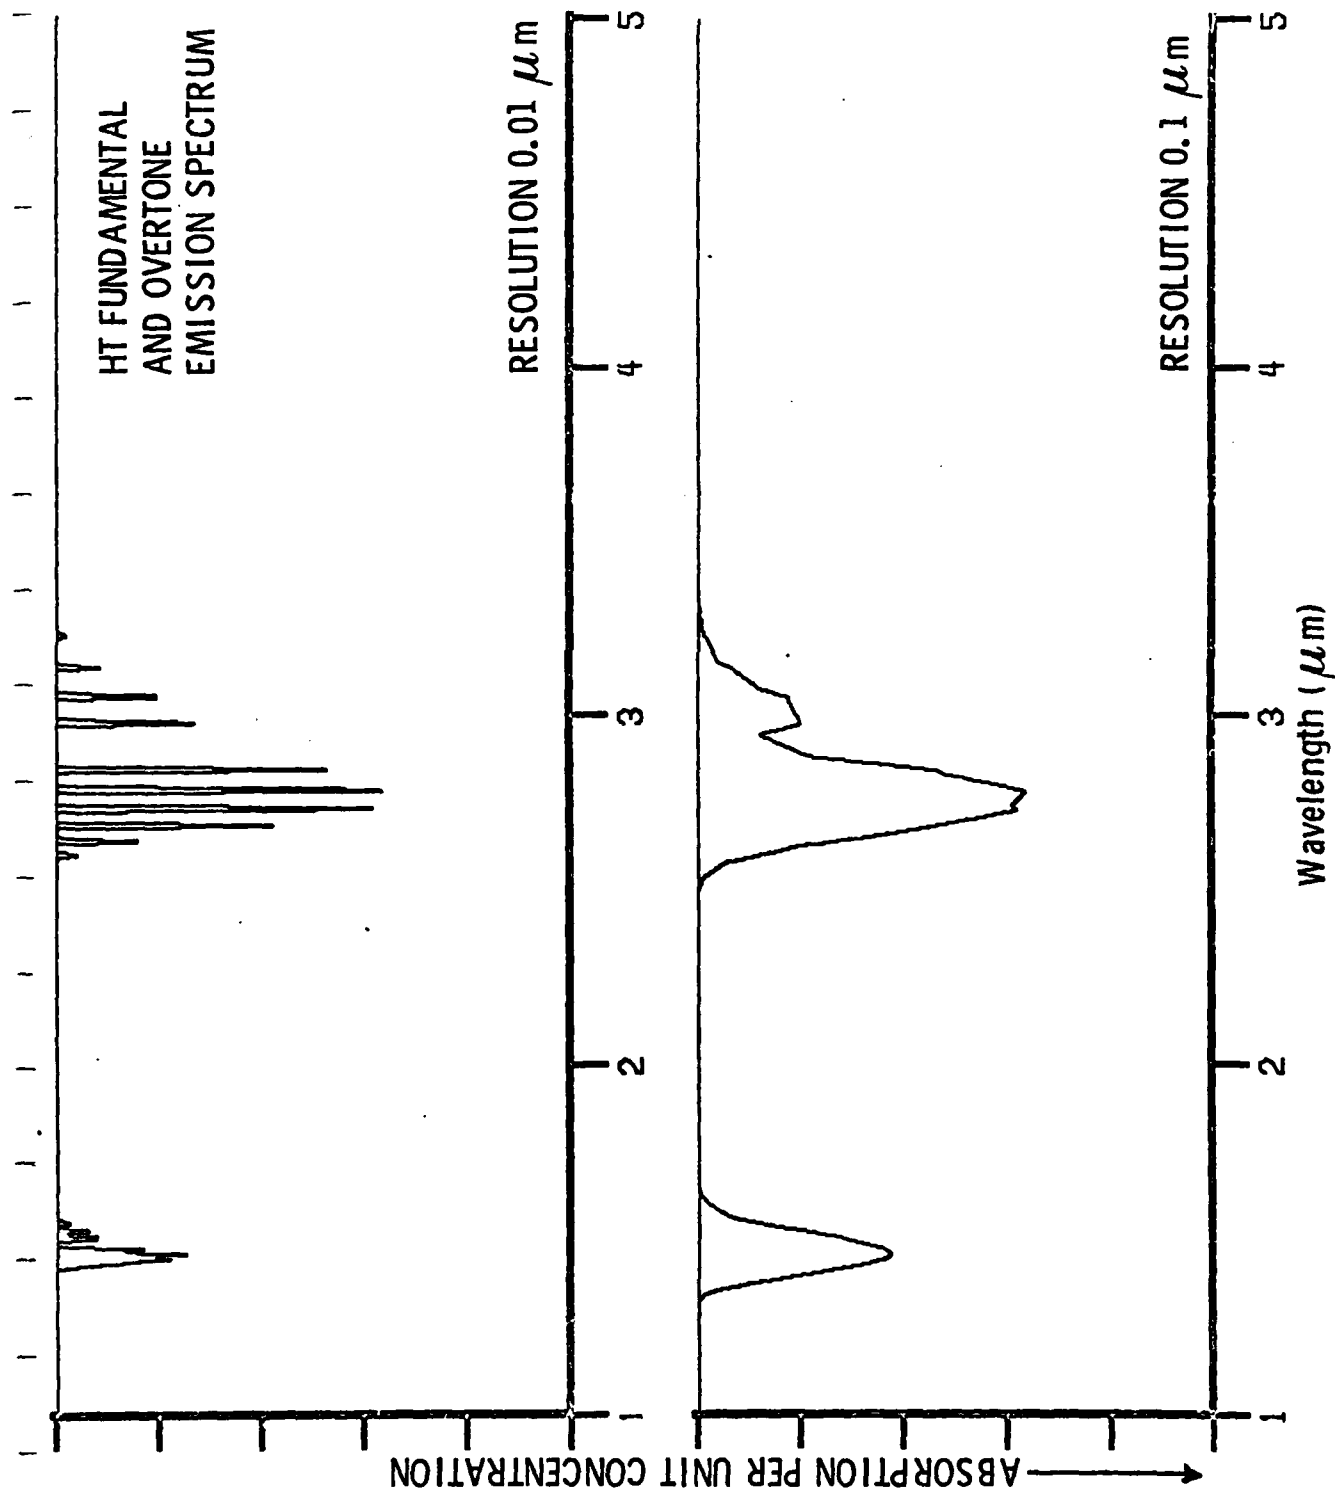 HT FUNDAMENTAL
AND OVERTONE
EMISSION SPECTRUM
RESOLUTION 0.01 μm
1 2 3 4 5
RESOLUTION 0.1 μm
1 2 3 4 5
Wavelength (μm)
ABSORPTION PER UNIT CONCENTRATION